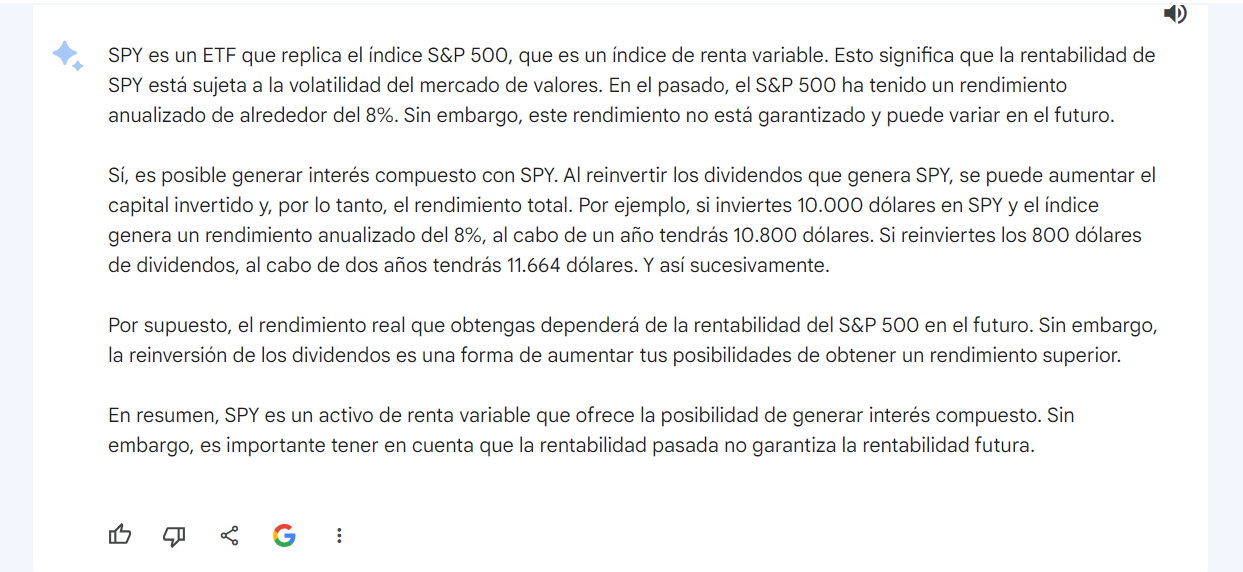 SPY es un ETF que replica el índice S&P 500, que es un índice de renta variable. Esto significa que la rentabilidad de
SPY está sujeta a la volatilidad del mercado de valores. En el pasado, el S&P 500 ha tenido un rendimiento
anualizado de alrededor del 8%. Sin embargo, este rendimiento no está garantizado y puede variar en el futuro.
Sí, es posible generar interés compuesto con SPY. Al reinvertir los dividendos que genera SPY, se puede aumentar el
capital invertido y, por lo tanto, el rendimiento total. Por ejemplo, si inviertes 10.000 dólares en SPY y el índice
genera un rendimiento anualizado del 8%, al cabo de un año tendrás 10.800 dólares. Si reinviertes los 800 dólares
de dividendos, al cabo de dos años tendrás 11.664 dólares. Y así sucesivamente.
Por supuesto, el rendimiento real que obtengas dependerá de la rentabilidad del S&P 500 en el futuro. Sin embargo,
la reinversión de los dividendos es una forma de aumentar tus posibilidades de obtener un rendimiento superior.
En resumen, SPY es un activo de renta variable que ofrece la posibilidad de generar interés compuesto. Sin
embargo, es importante tener en cuenta que la rentabilidad pasada no garantiza la rentabilidad futura.